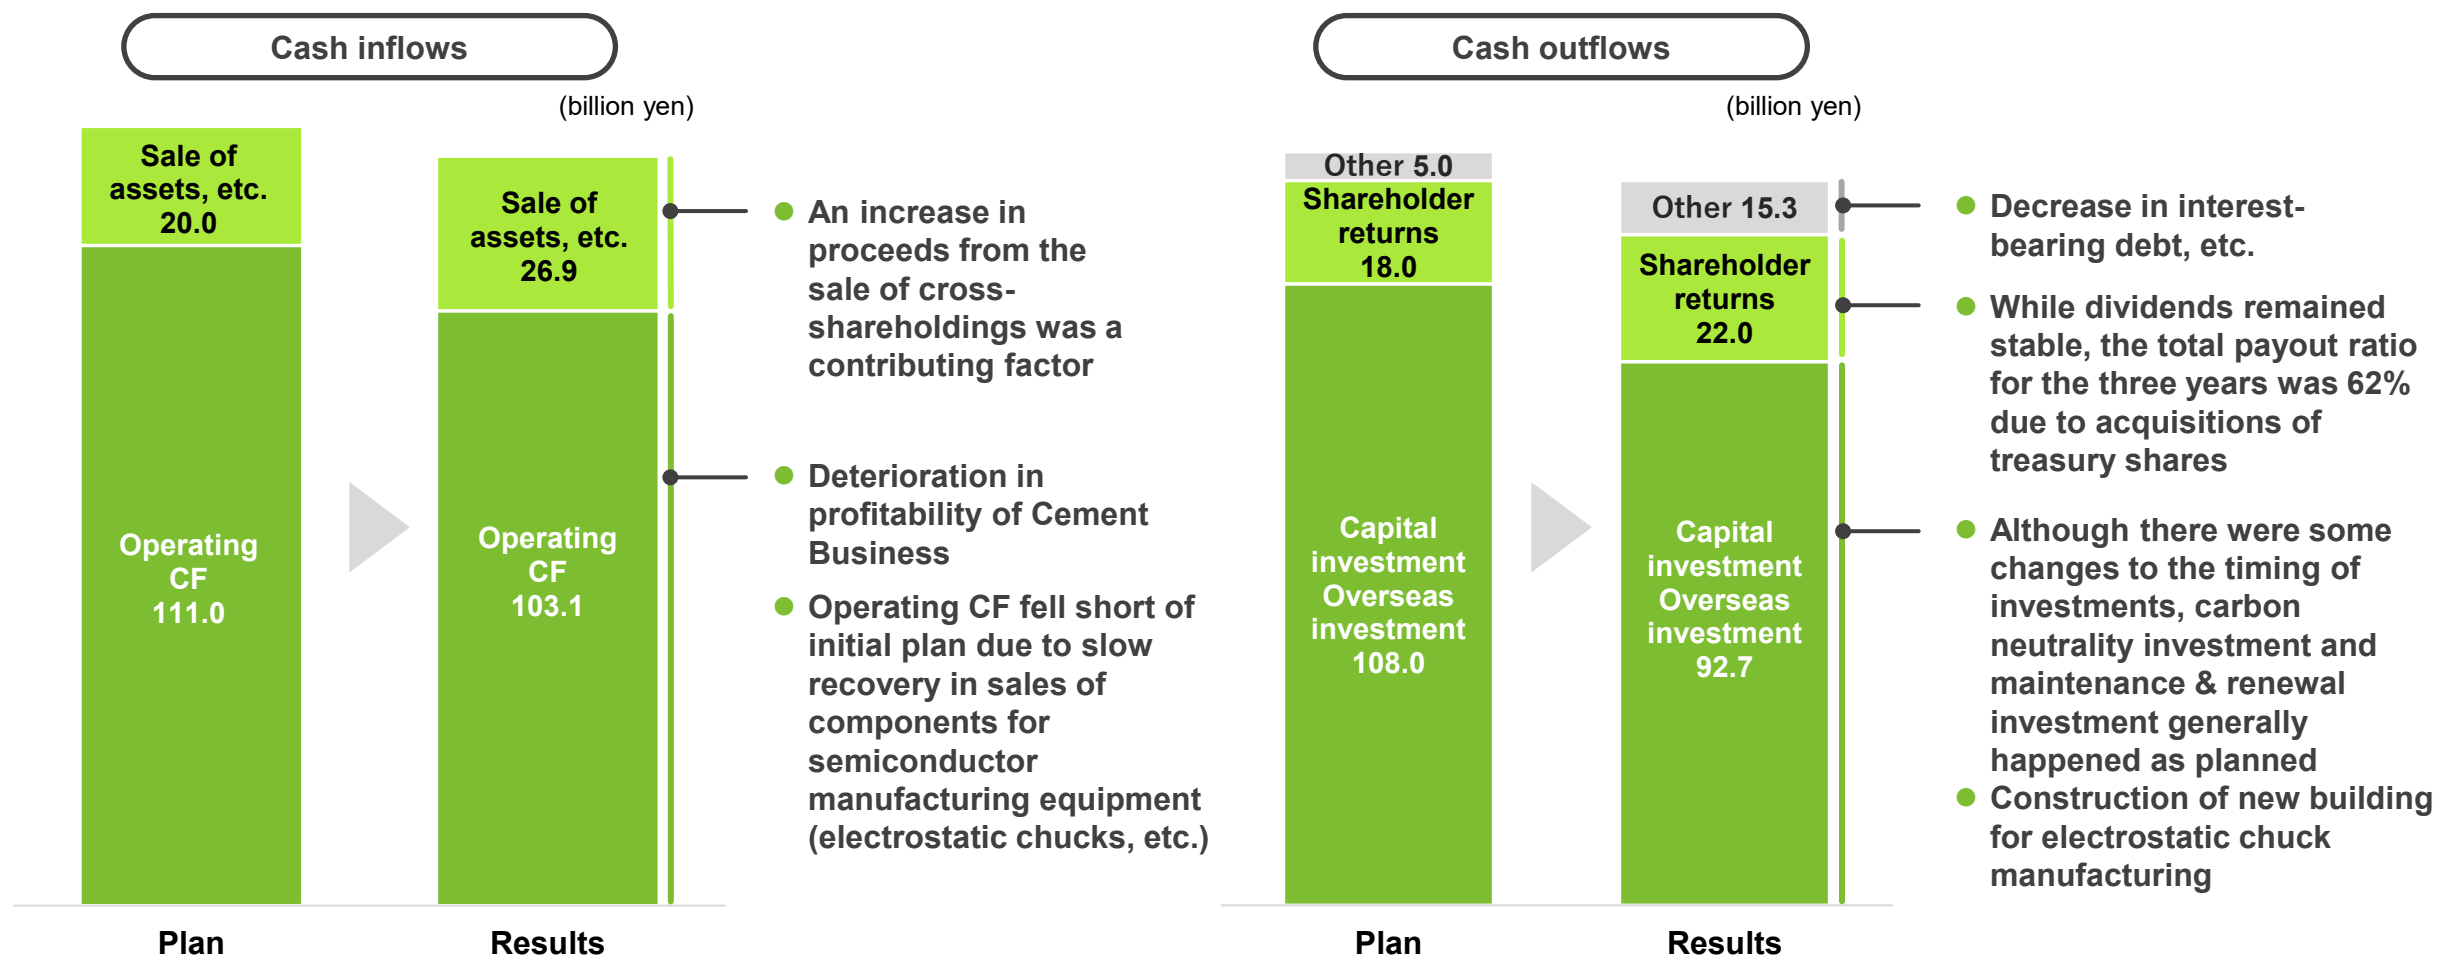 Cash inflows
(billion yen)
Sale of
assets, etc.
20.0
Operating
CF
111.0
Plan
Sale of
assets, etc.
26.9
Operating
CF
103.1
Results
An increase in
proceeds from the
sale of cross-
shareholdings was a
contributing factor
Deterioration in
profitability of Cement
Business
Operating CF fell short of
initial plan due to slow
recovery in sales of
components for
semiconductor
manufacturing equipment
(electrostatic chucks, etc.)
Cash outflows
(billion yen)
Other 5.0
Shareholder
returns
18.0
Capital
investment
Overseas
investment
108.0
Plan
Other 15.3
Shareholder
returns
22.0
Capital
investment
Overseas
investment
92.7
Results
Decrease in interest-
bearing debt, etc.
While dividends remained
stable, the total payout ratio
for the three years was 62%
due to acquisitions of
treasury shares
Although there were some
changes to the timing of
investments, carbon
neutrality investment and
maintenance & renewal
investment generally
happened as planned
Construction of new building
for electrostatic chuck
manufacturing